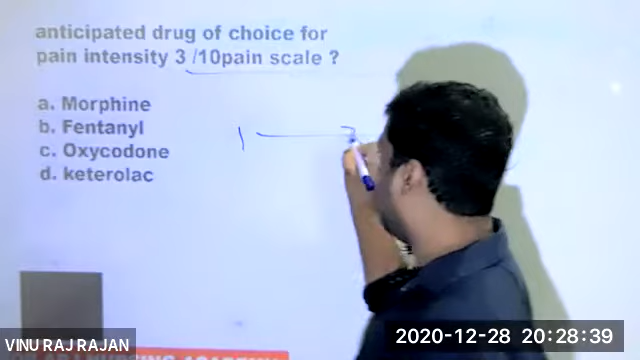 anticipated drug of choice for
pain intensity 3 /10pain scale ?
a. Morphine
b. Fentanyl
c. Oxycodone
d. keterolac
VINU RAJ RAJAN
2020-12-28 20:28:39